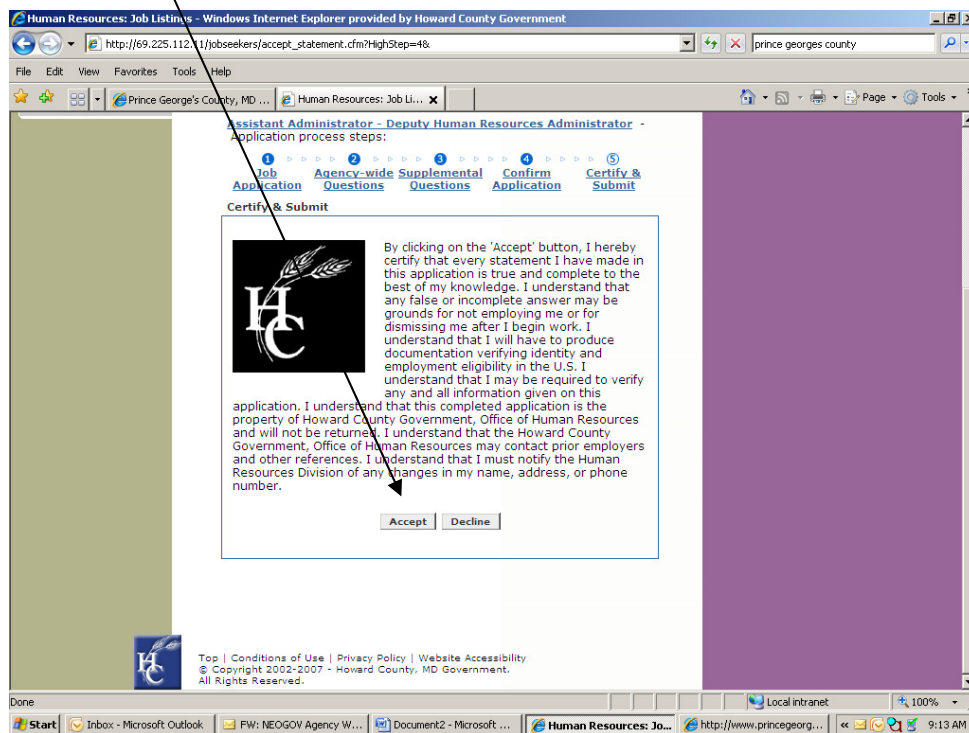 Human Resources: Job Listings - Windows Internet Explorer provided by Howard County Government
http://69.225.112.11/jobseekers/accept_statement.cfm?HighStep=4&
prince georges county
File Edit View Favorites Tools Help
Prince George's County, MD ...
Human Resources: Job Li...
Page
Tools
Assistant Administrator - Deputy Human Resources Administrator -
Application process steps:
1 2 3 4 5
Job Agency-wide Supplemental Confirm Certify &
Application Questions Questions Application Submit
Certify & Submit
HC
By clicking on the 'Accept' button, I hereby
certify that every statement I have made in
this application is true and complete to the
best of my knowledge. I understand that
any false or incomplete answer may be
grounds for not employing me or for
dismissing me after I begin work. I
understand that I will have to produce
documentation verifying identity and
employment eligibility in the U.S. I
understand that I may be required to verify
any and all information given on this
application. I understand that this completed application is the
property of Howard County Government, Office of Human Resources
and will not be returned. I understand that the Howard County
Government, Office of Human Resources may contact prior employers
and other references. I understand that I must notify the Human
Resources Division of any changes in my name, address, or phone
number.
Accept Decline
HC
Top | Conditions of Use | Privacy Policy | Website Accessibility
© Copyright 2002-2007 - Howard County, MD Government.
All Rights Reserved.
Done
Local intranet
100%
Start
Inbox - Microsoft Outlook
FW: NEOGOV Agency W...
Document2 - Microsoft ...
Human Resources: Jo...
http://www.princegeorg...
9:13 AM